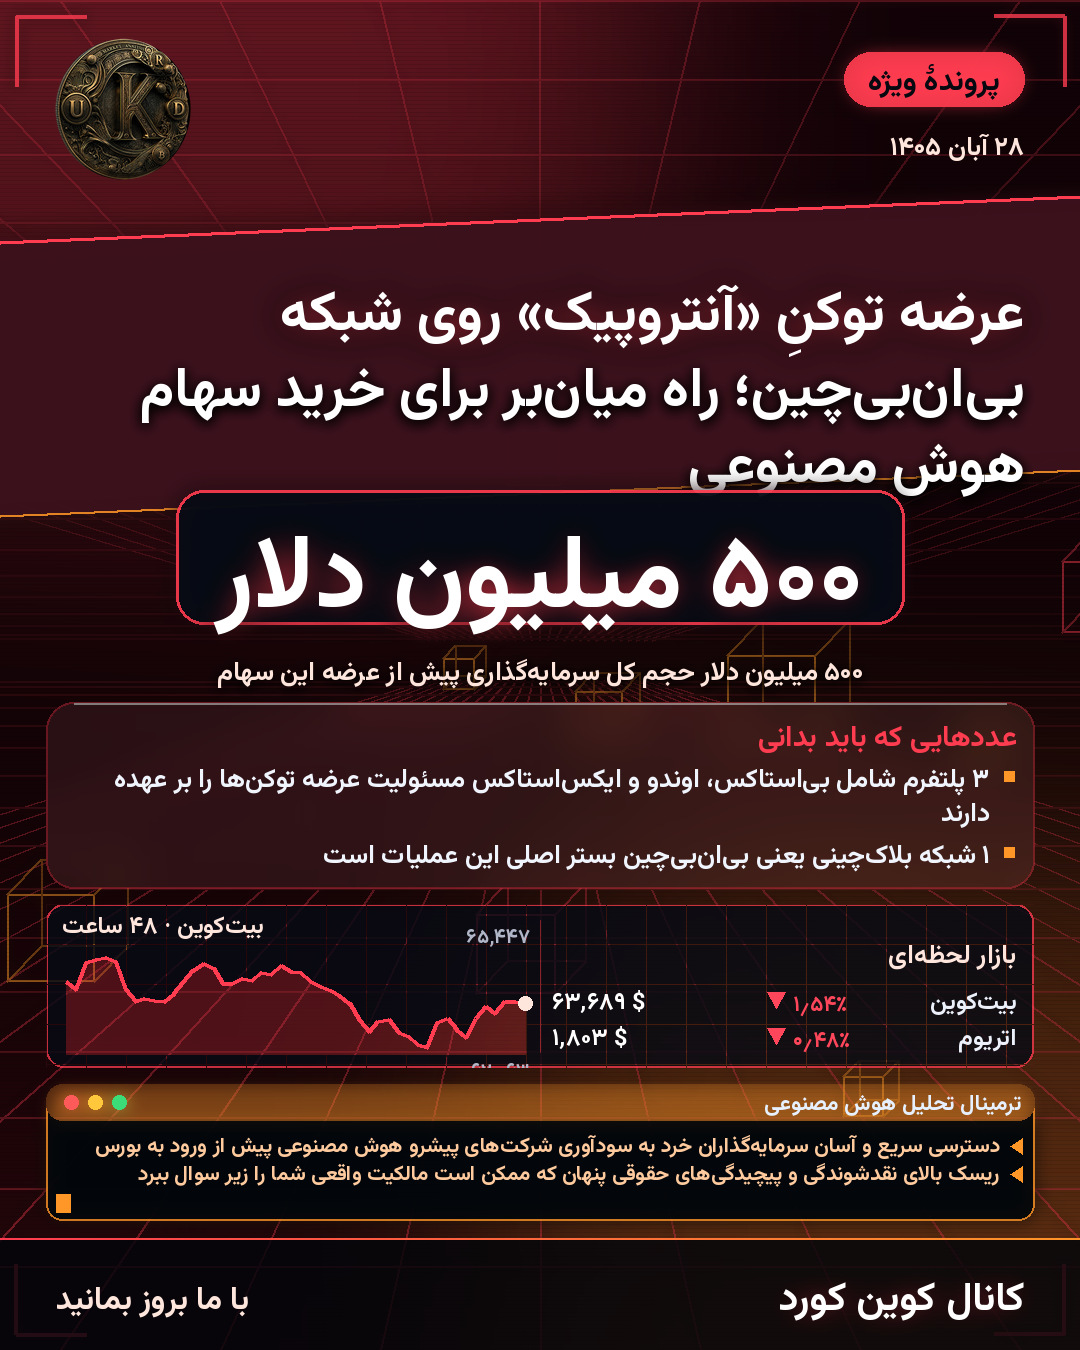 پروندهٔ ویژه
۲۸ آبان ۱۴۰۵
K
U
R
D
عرضه توکنِ «آنتروپیک» روی شبکه
بی‌ان‌بی‌چین؛ راه میان‌بر برای خرید سهام
هوش مصنوعی
۵۰۰ میلیون دلار
۵۰۰ میلیون دلار حجم کل سرمایه‌گذاری پیش از عرضه این سهام
عددهایی که باید بدانی
۳ پلتفرم شامل بی‌استاکس، اوندو و ایکس‌استاکس مسئولیت عرضه توکن‌ها را بر عهده
دارند
۱ شبکه بلاک‌چینی یعنی بی‌ان‌بی‌چین بستر اصلی این عملیات است
بازار لحظه‌ای
بیت‌کوین ▼ ۱٫۵۴٪ ۶۳,۶۸۹ $
اتریوم ▼ ۰٫۴۸٪ ۱,۸۰۳ $
بیت‌کوین · ۴۸ ساعت
۶۵,۴۴۷
ترمینال تحلیل هوش مصنوعی
دسترسی سریع و آسان سرمایه‌گذاران خرد به سودآوری شرکت‌های پیشرو هوش مصنوعی پیش از ورود به بورس
ریسک بالای نقدشوندگی و پیچیدگی‌های حقوقی پنهان که ممکن است مالکیت واقعی شما را زیر سوال ببرد
کانال کوین کورد
با ما بروز بمانید